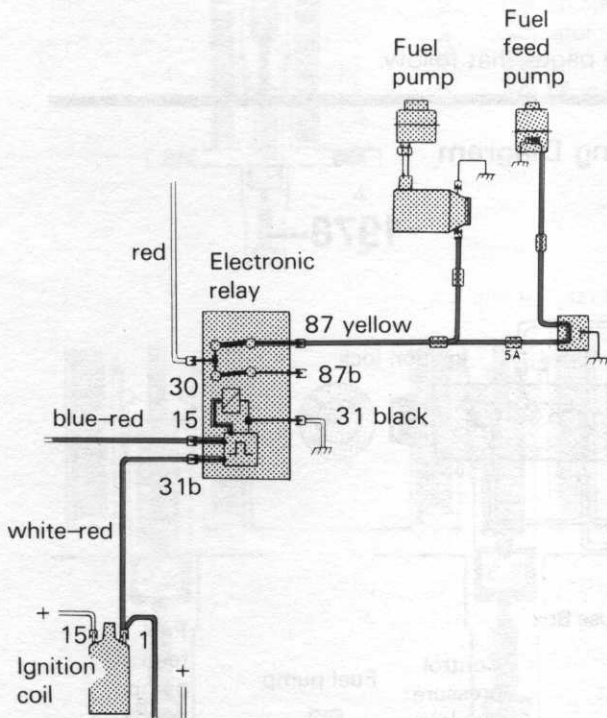 Fuel
pump
Fuel
feed
pump
red
Electronic
relay
87 yellow
5A
30
87b
15
blue-red
31 black
31b
white-red
+
15
1
Ignition
coil
+